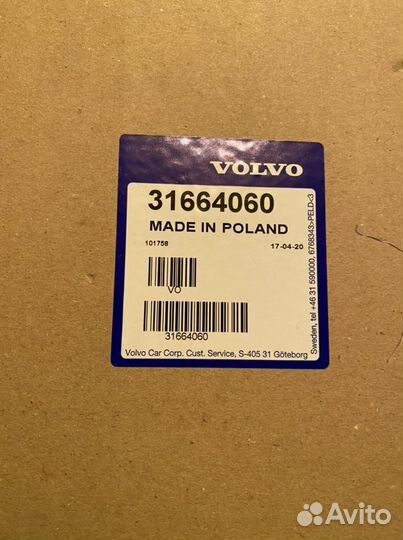 VOLVO
31664060
MADE IN POLAND
101758 17-04-20
VO
31664060
Volvo Car Corp. Cust. Service, S-405 31 Göteborg
Sweden, tel +46 31 590000, 6768343>PELD<3
Avito